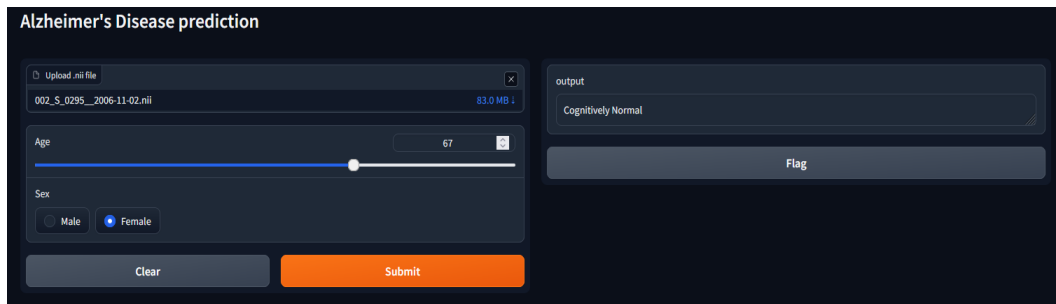 Alzheimer's Disease prediction
Upload .nii file
002_S_0295__2006-11-02.nii 83.0 MB ↓
Age 67
Sex
Male Female
Clear Submit
output
Cognitively Normal
Flag